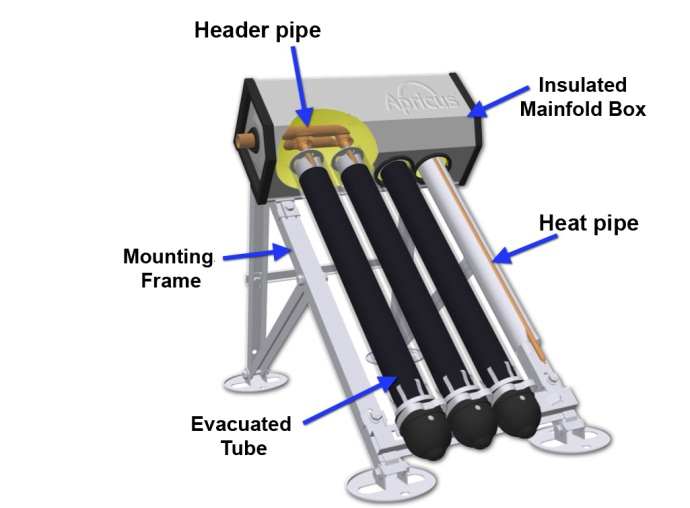 Header pipe
Apricus
Insulated
Mainfold Box
Heat pipe
Mounting
Frame
Evacuated
Tube